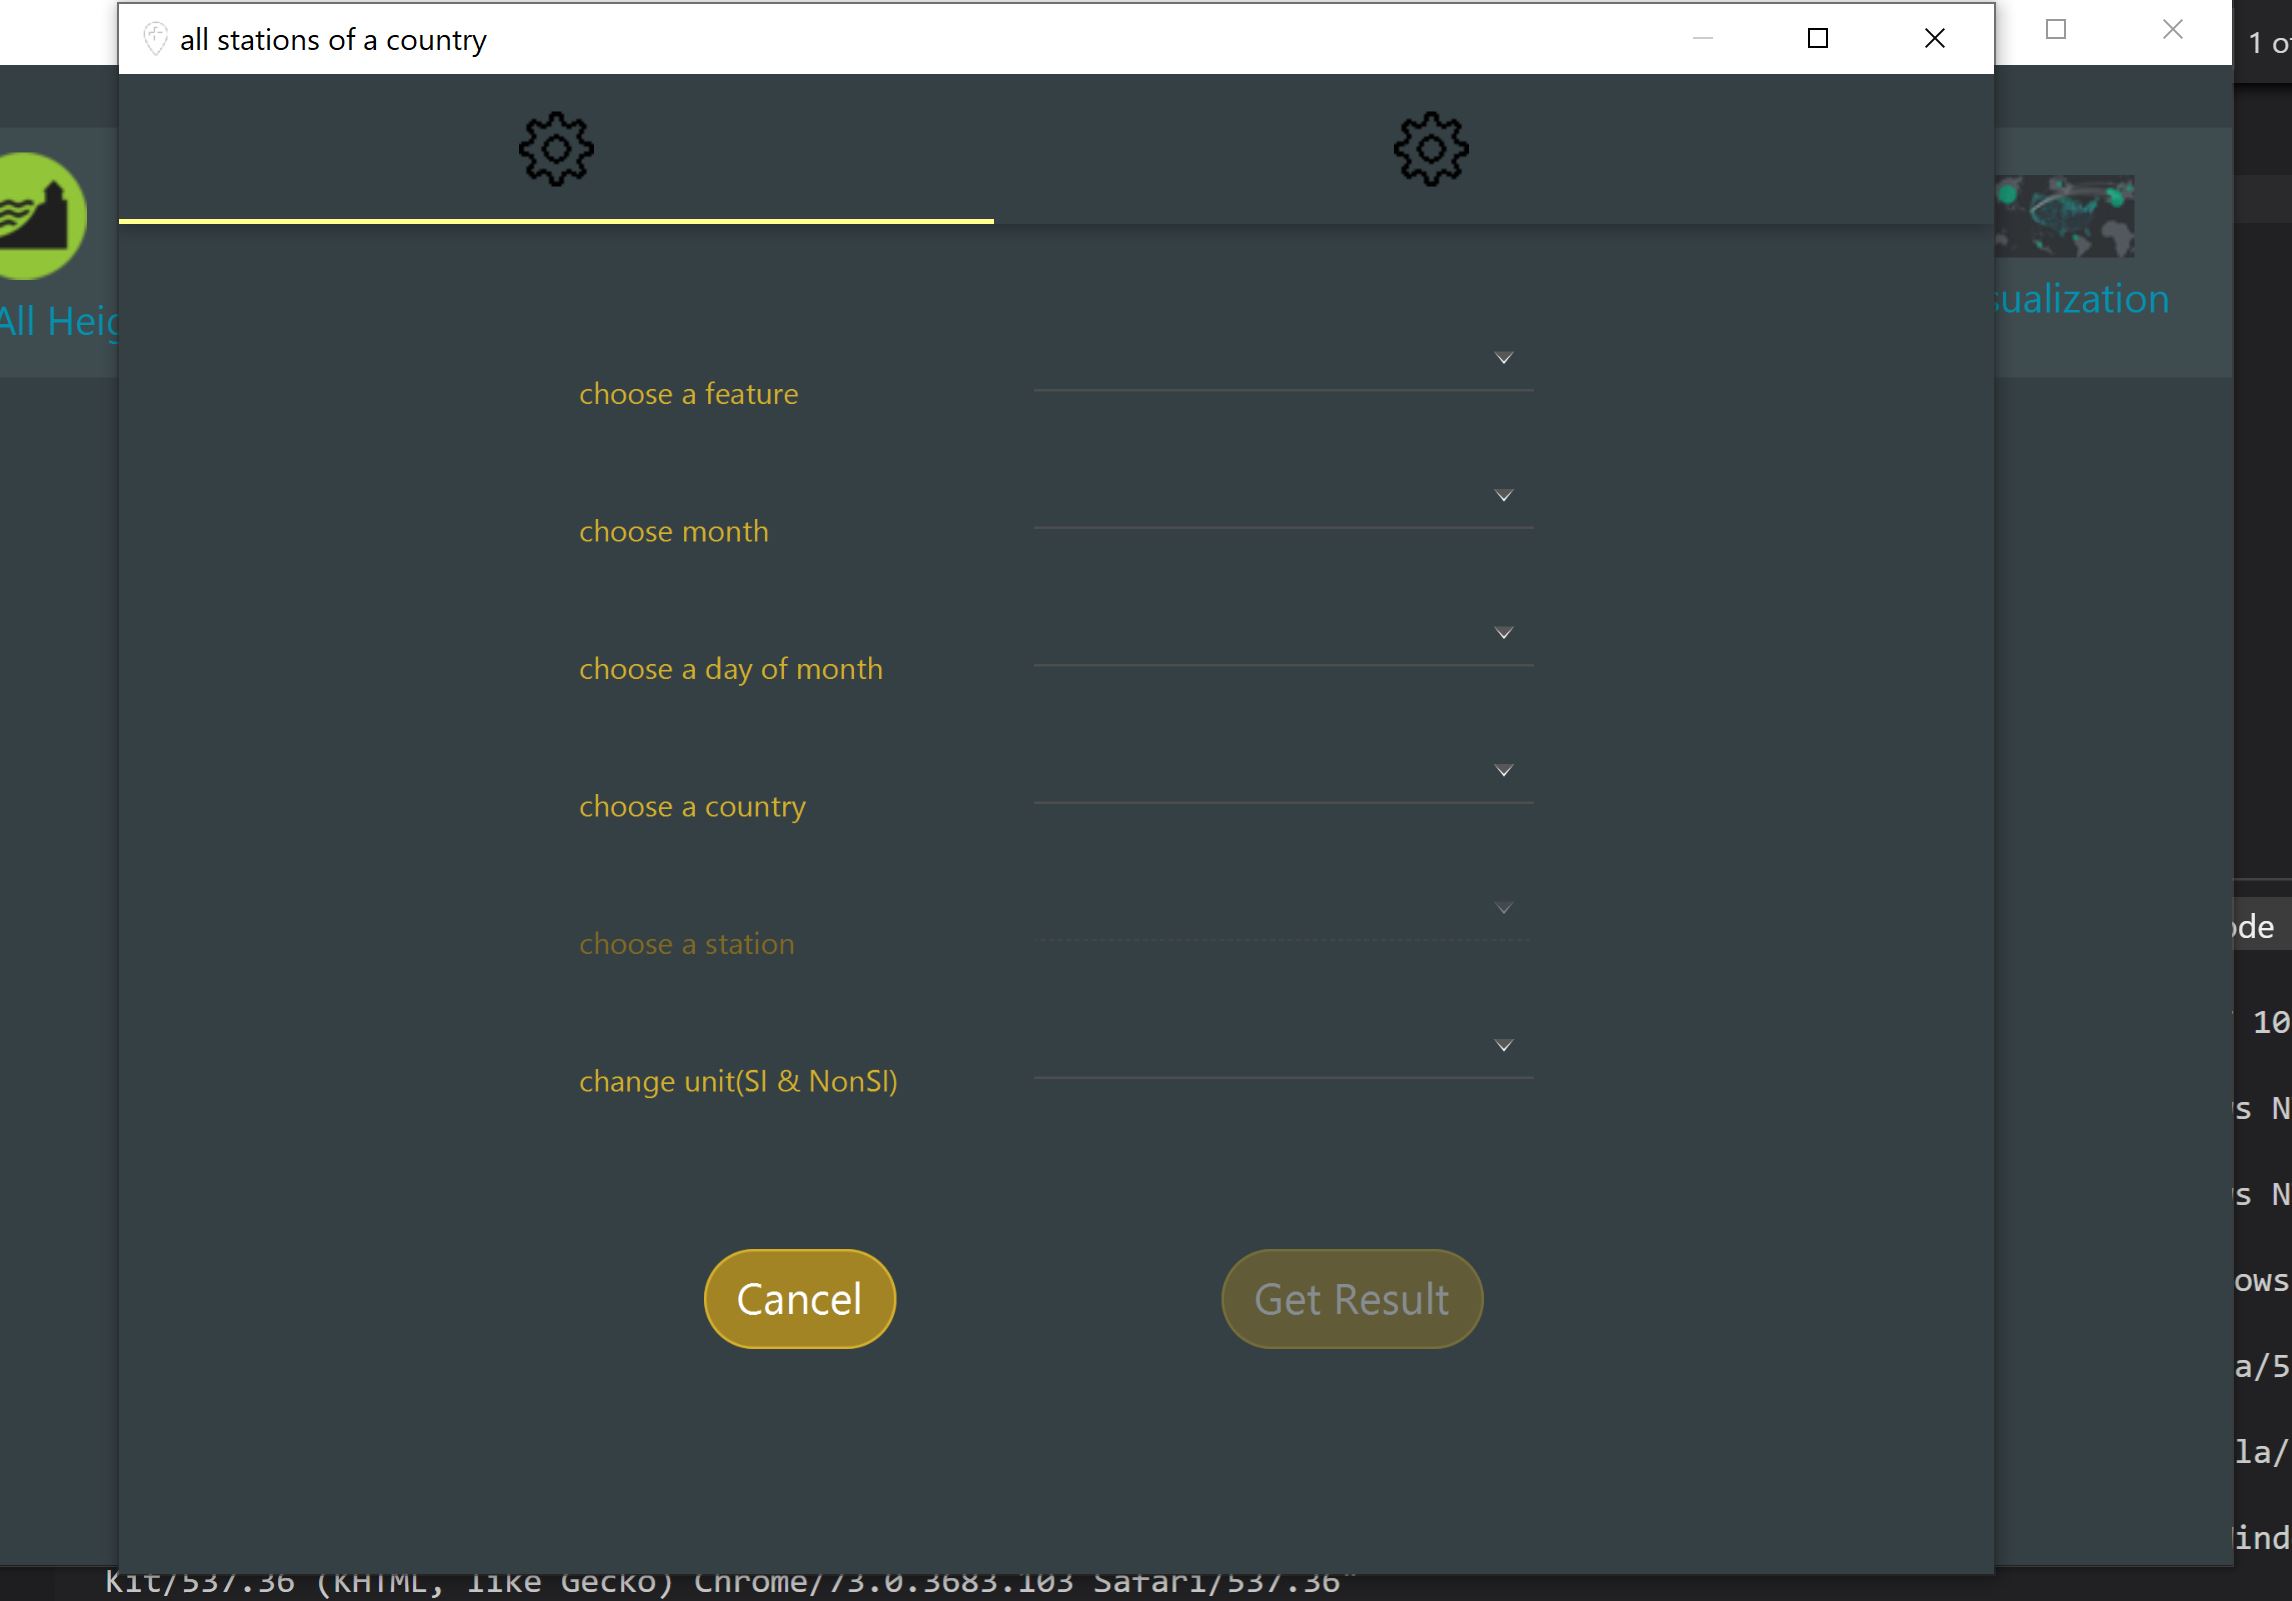 all stations of a country
1 of
All Heig
sualization
choose a feature
choose month
choose a day of month
choose a country
choose a station
change unit(SI & NonSI)
Cancel
Get Result
ode
10
s N
s N
ows
a/5
la/
ind
Kit/537.36 (KHTML, like Gecko) Chrome/73.0.3683.103 Safari/537.36"